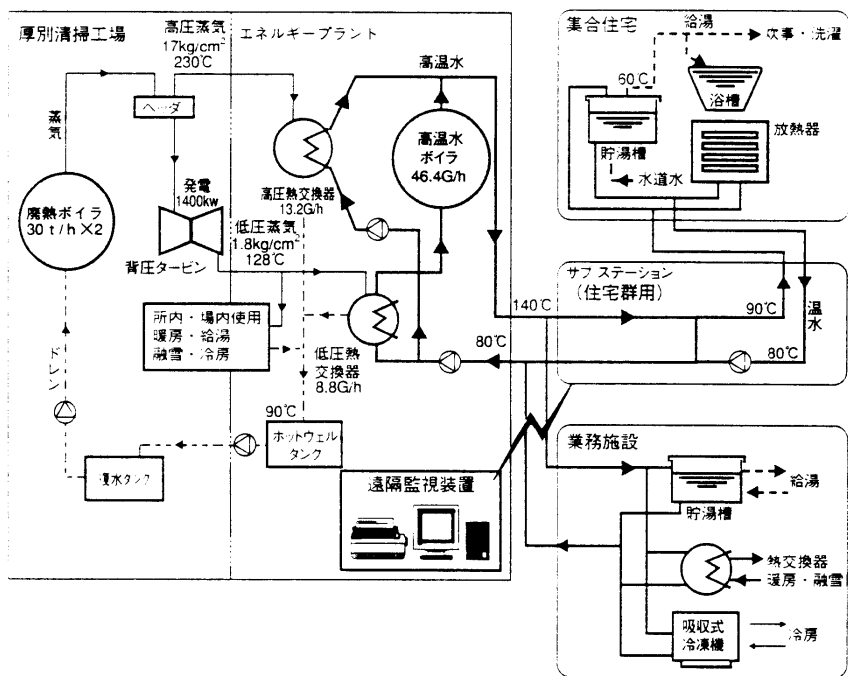 厚別清掃工場
高圧蒸気
17kg/cm²
230℃
エネルギープラント
蒸気
ヘッダ
高温水
高温水
ボイラ
46.4G/h
高圧熱交換器
13.2G/h
発電
1400kw
廃熱ボイラ
30t/h×2
背圧タービン
低圧蒸気
1.8kg/cm²
128℃
所内・場内使用
暖房・給湯
融雪・冷房
低圧熱
交換器
8.8G/h
ドレン
90℃
ホットウェル
タンク
復水タンク
遠隔監視装置
140℃
80℃
集合住宅
給湯
炊事・洗濯
60℃
浴槽
放熱器
貯湯槽
水道水
サブステーション
(住宅群用)
90℃
温水
80℃
業務施設
給湯
貯湯槽
熱交換器
暖房・融雪
吸収式
冷凍機
冷房